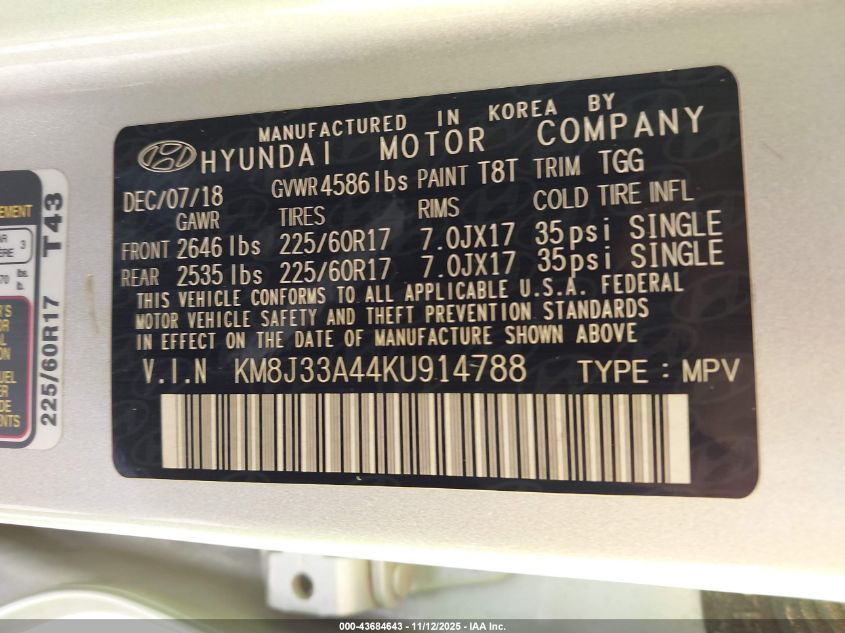 MANUFACTURED IN KOREA BY
HYUNDAI MOTOR COMPANY
DEC/07/18 GVWR 4586 lbs PAINT T8T TRIM TGG
GAWR TIRES RIMS COLD TIRE INFL
FRONT 2646 lbs 225/60R17 7.0JX17 35psi SINGLE
REAR 2535 lbs 225/60R17 7.0JX17 35psi SINGLE
THIS VEHICLE CONFORMS TO ALL APPLICABLE U.S.A. FEDERAL
MOTOR VEHICLE SAFETY AND THEFT PREVENTION STANDARDS
IN EFFECT ON THE DATE OF MANUFACTURE SHOWN ABOVE
V.I.N KM8J33A44KU914788 TYPE : MPV
3
lbs.
lb.
225/60R17 T43
000-43684643 - 11/12/2025 - IAA Inc.